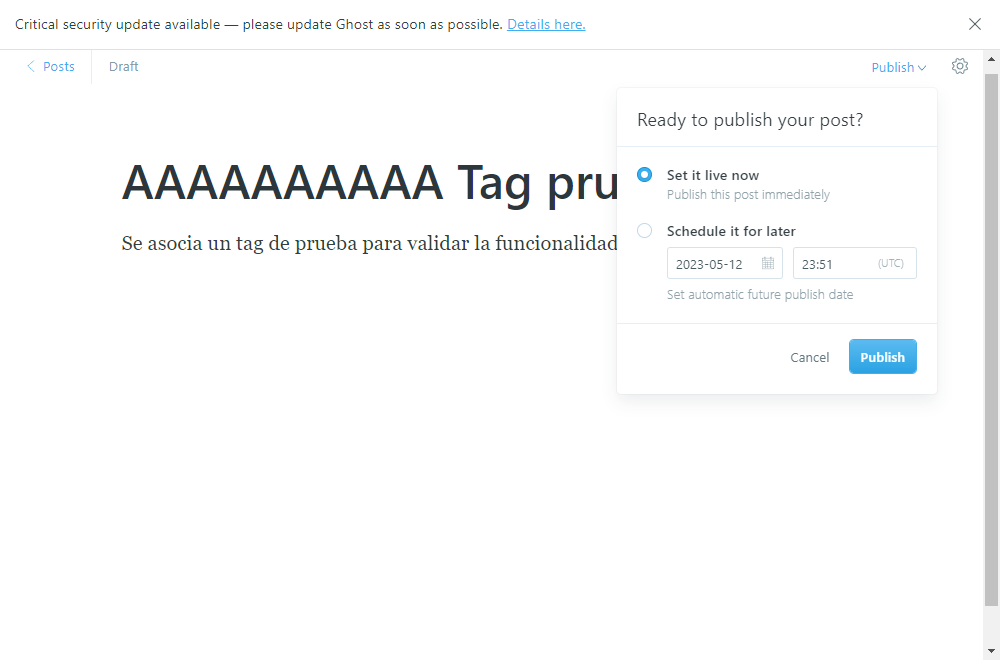 Critical security update available — please update Ghost as soon as possible. Details here.
Posts
Draft
Publish
Ready to publish your post?
AAAAAAAAAA Tag pru
Set it live now
Publish this post immediately
Se asocia un tag de prueba para validar la funcionalidad
Schedule it for later
2023-05-12
23:51
(UTC)
Set automatic future publish date
Cancel
Publish